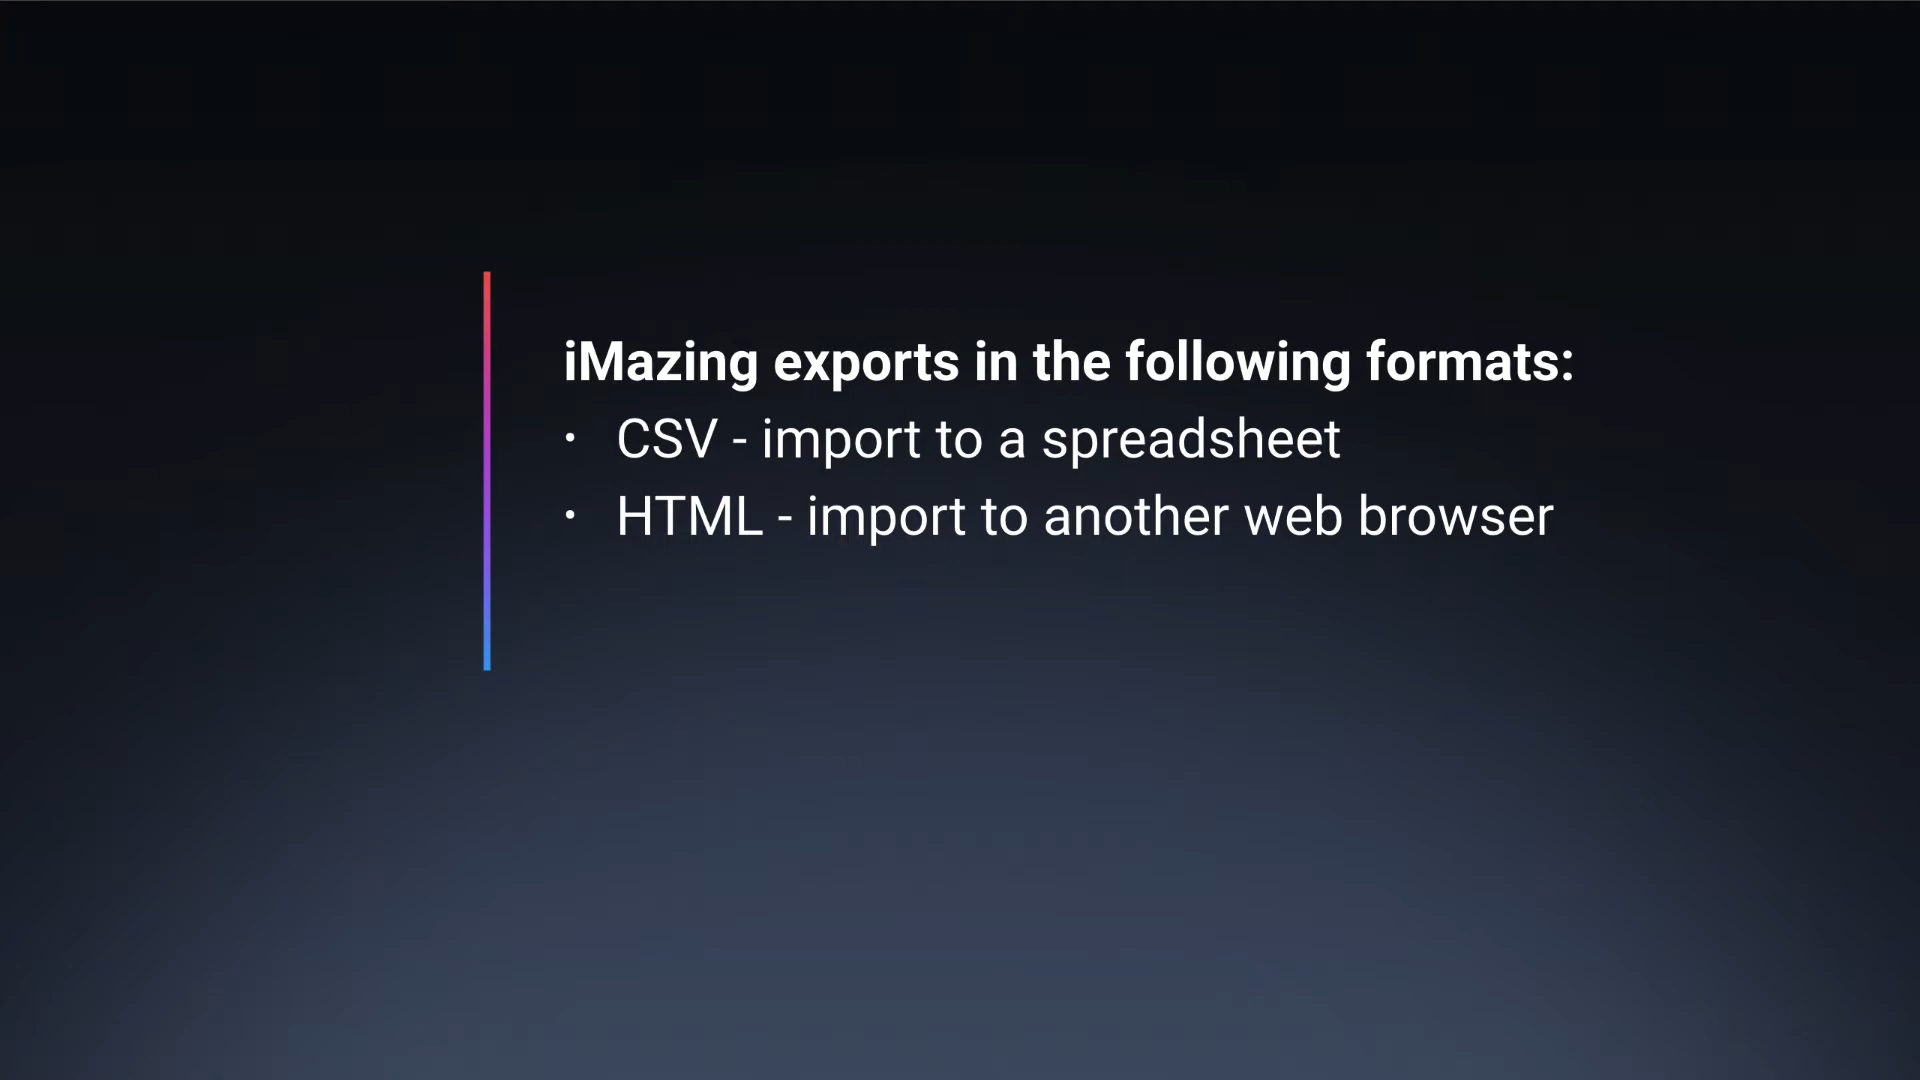 iMazing exports in the following formats:
• CSV - import to a spreadsheet
• HTML - import to another web browser